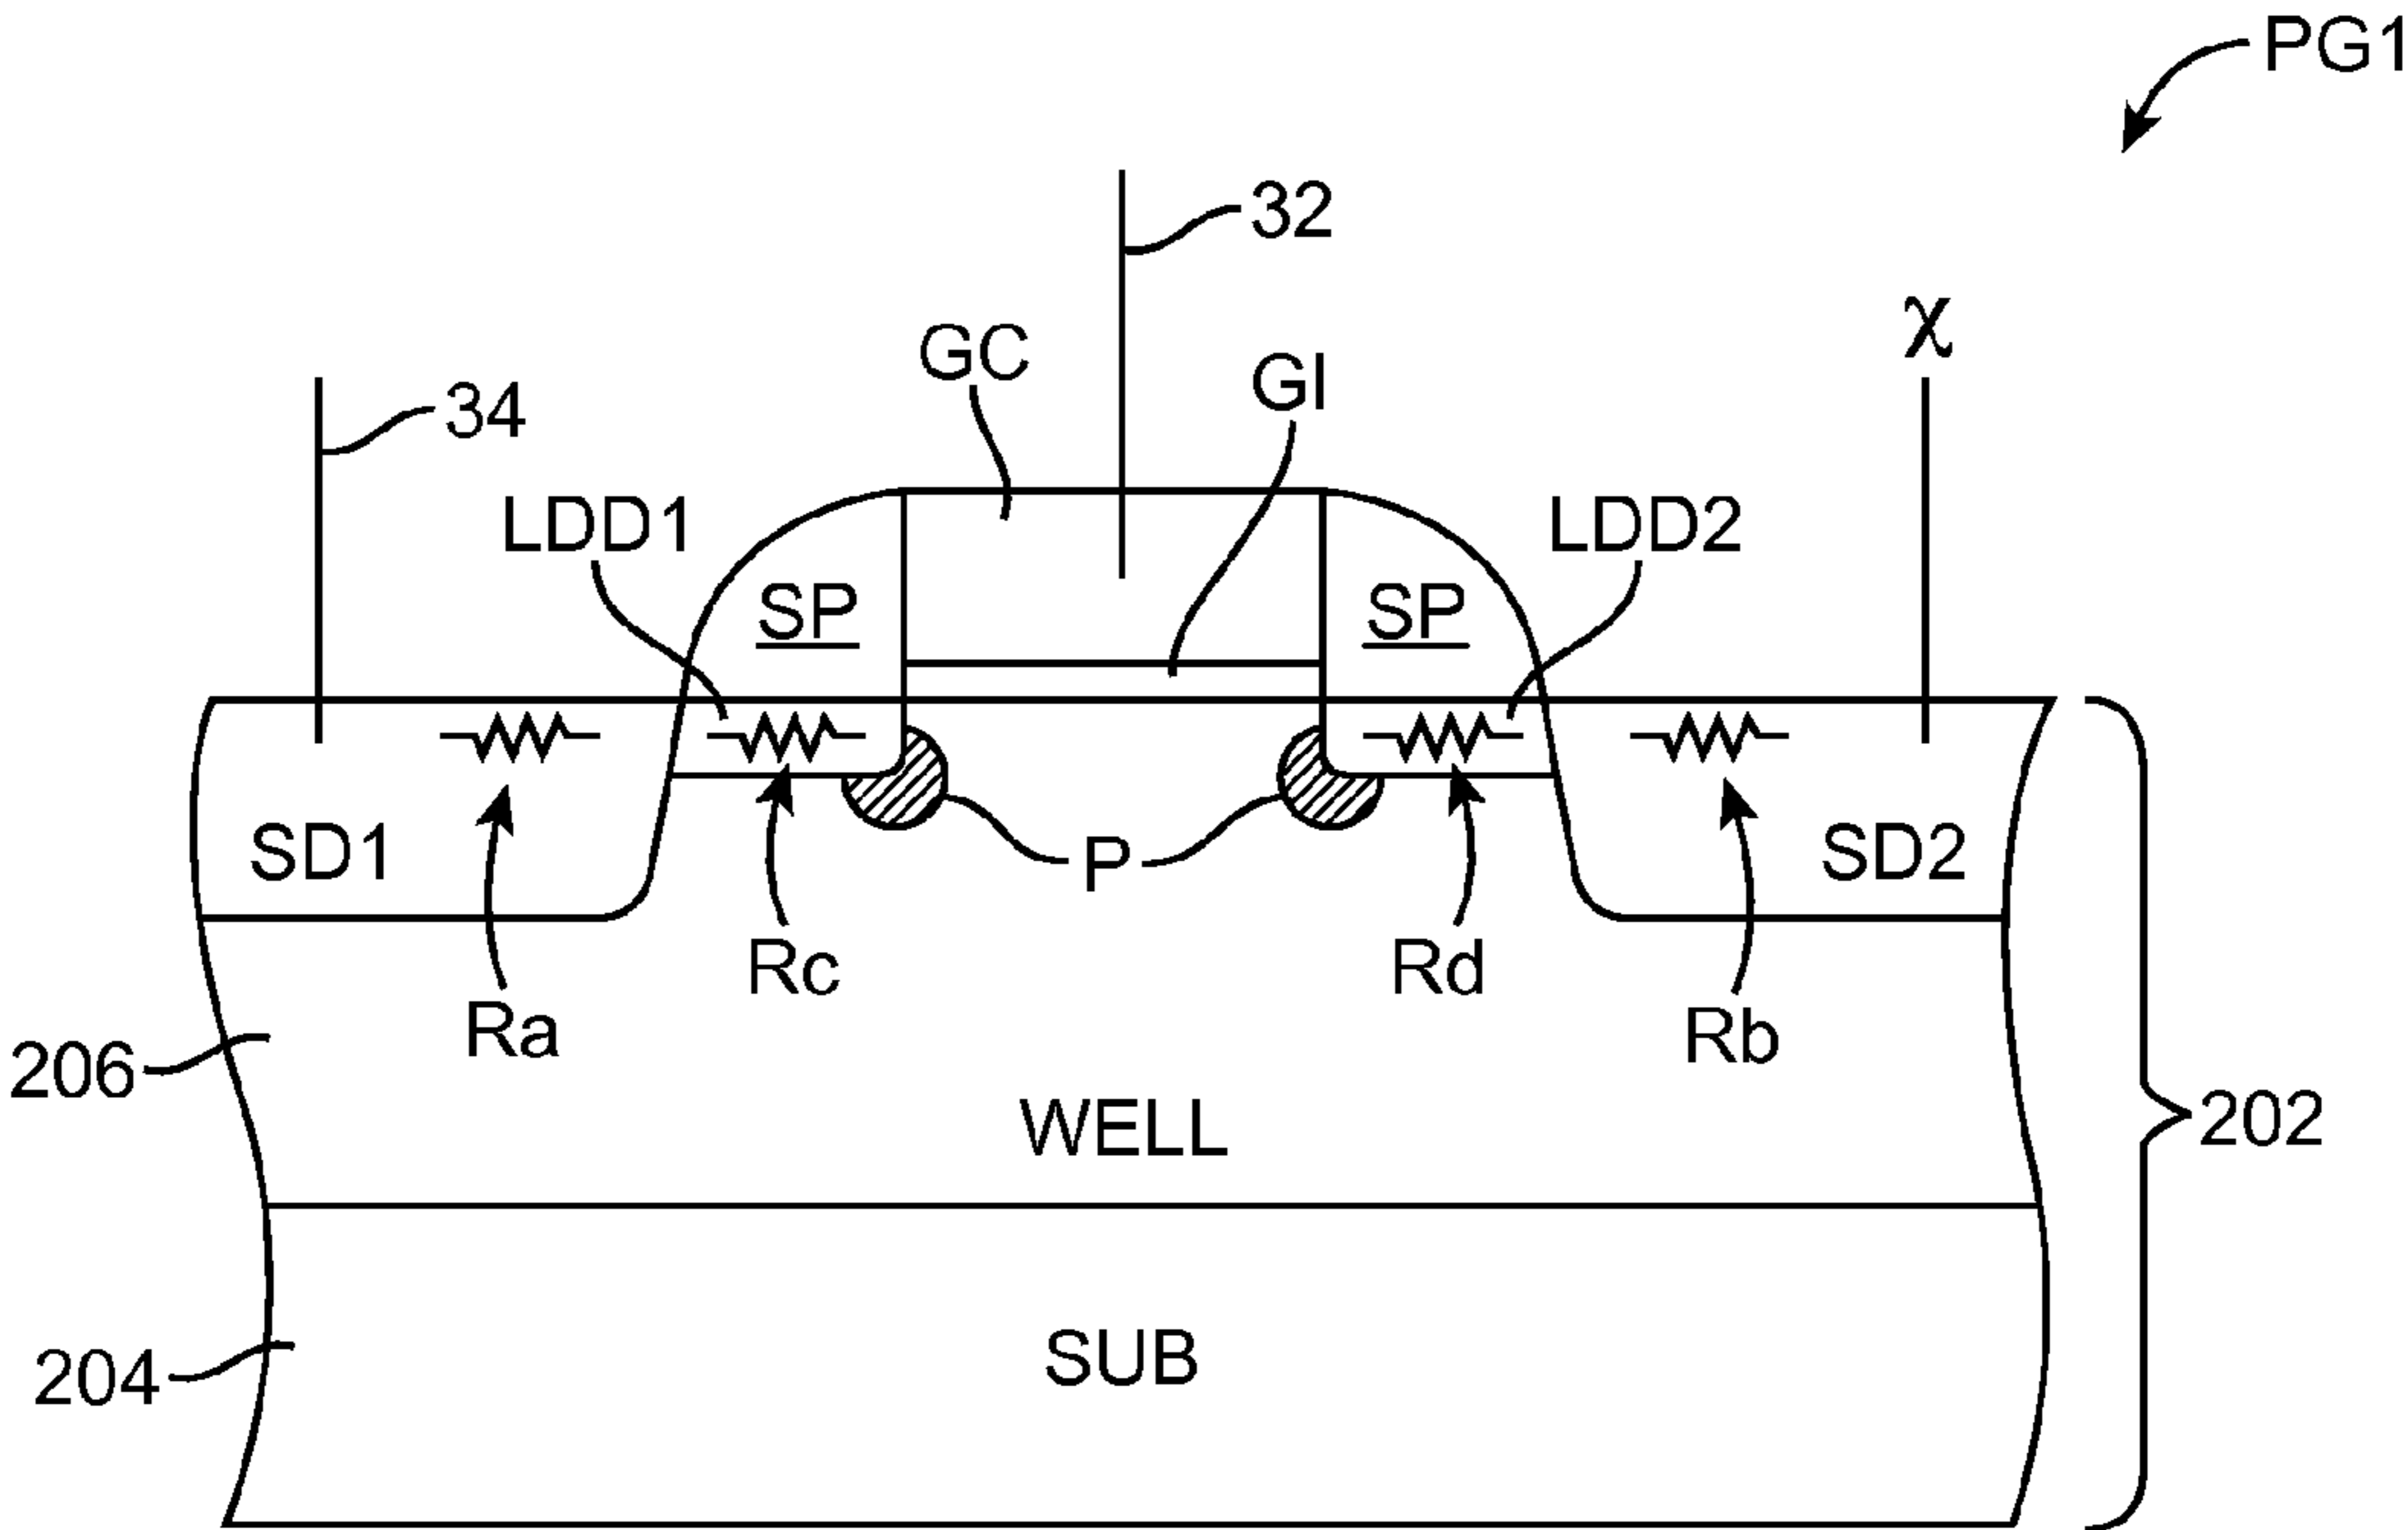 PG1
32
χ
GC
GI
34
LDD1
LDD2
SP
SP
SD1
P
SD2
Rc
Rd
Ra
Rb
206
WELL
202
SUB
204